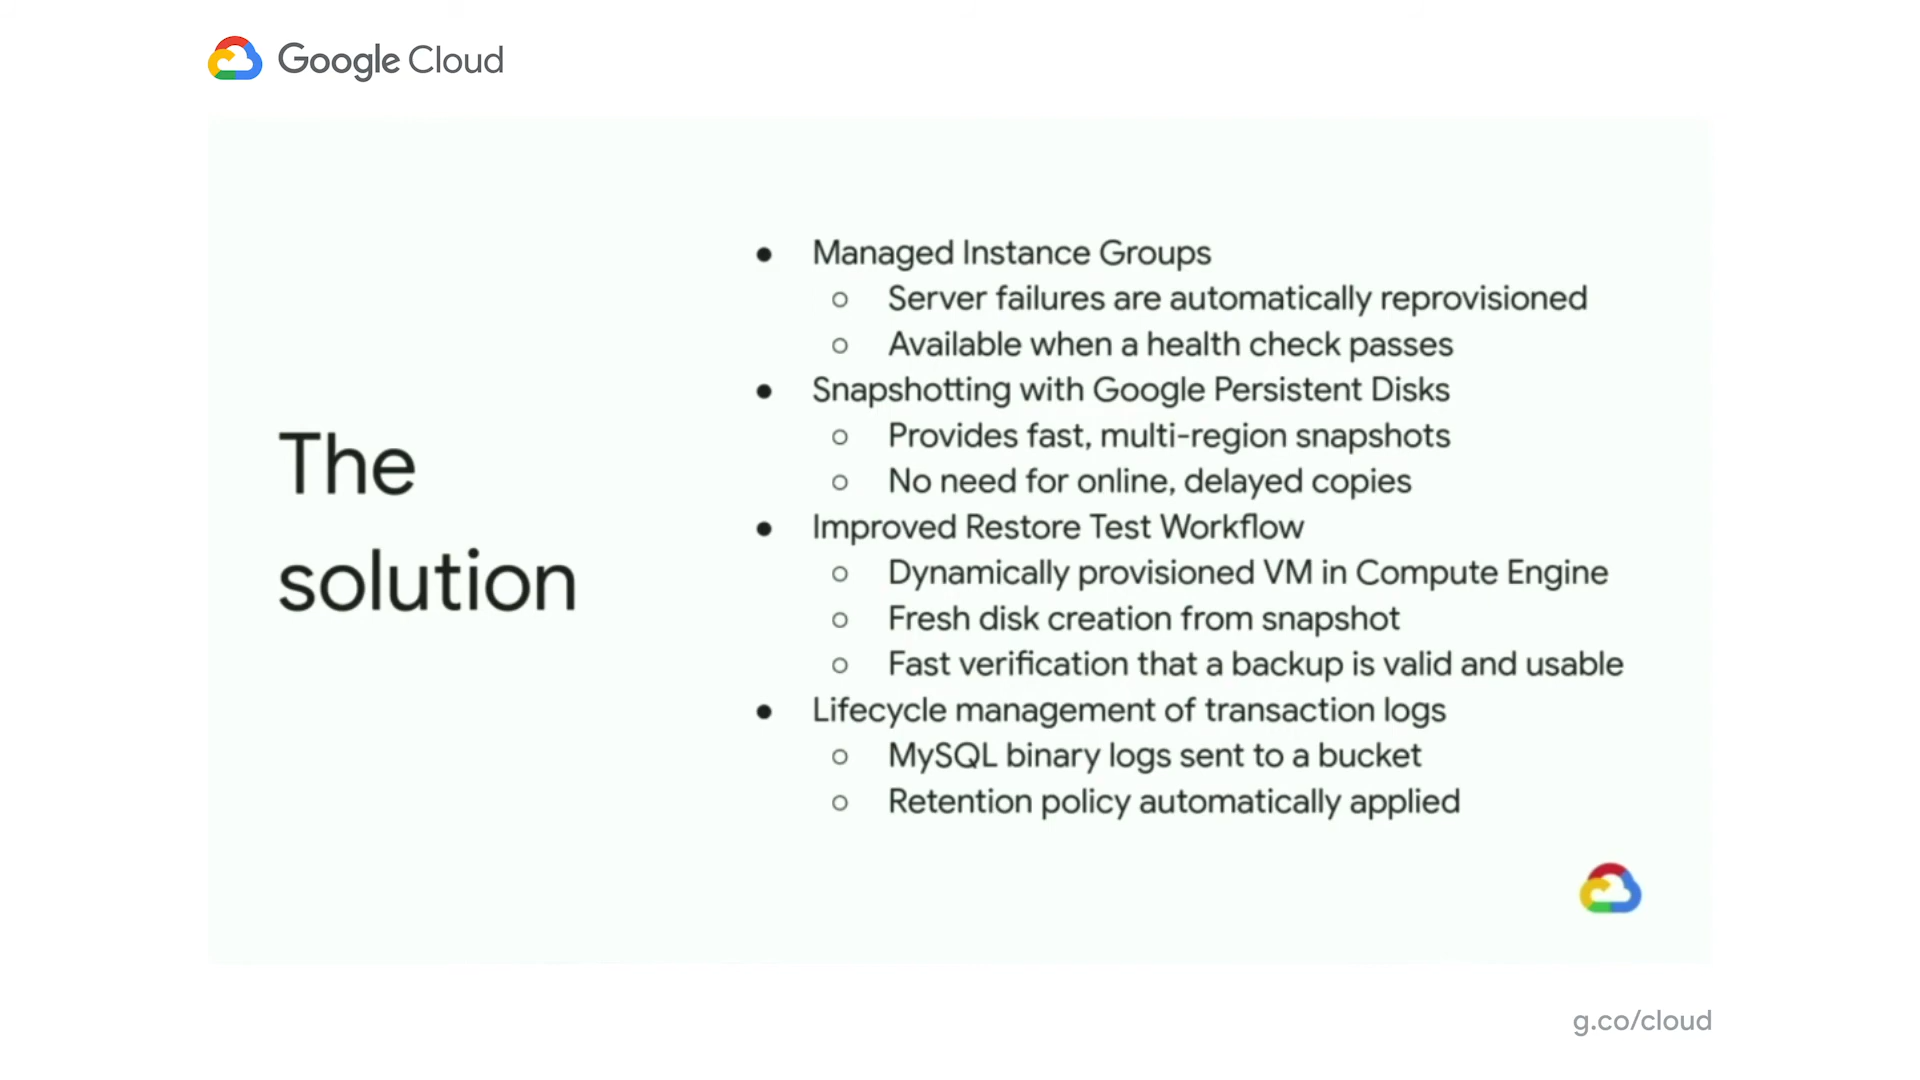 Google Cloud
The
solution
● Managed Instance Groups
○ Server failures are automatically reprovisioned
○ Available when a health check passes
● Snapshotting with Google Persistent Disks
○ Provides fast, multi-region snapshots
○ No need for online, delayed copies
● Improved Restore Test Workflow
○ Dynamically provisioned VM in Compute Engine
○ Fresh disk creation from snapshot
○ Fast verification that a backup is valid and usable
● Lifecycle management of transaction logs
○ MySQL binary logs sent to a bucket
○ Retention policy automatically applied
g.co/cloud